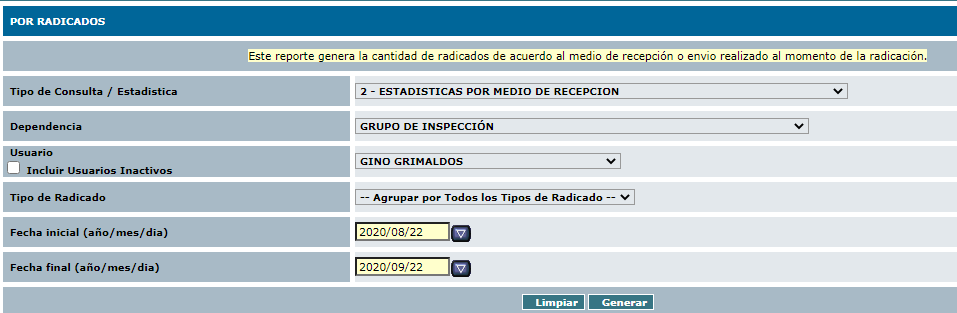 POR RADICADOS
Este reporte genera la cantidad de radicados de acuerdo al medio de recepción o envio realizado al momento de la radicación.
Tipo de Consulta / Estadistica
2 - ESTADISTICAS POR MEDIO DE RECEPCION
Dependencia
GRUPO DE INSPECCIÓN
Usuario
Incluir Usuarios Inactivos
GINO GRIMALDOS
Tipo de Radicado
-- Agrupar por Todos los Tipos de Radicado --
Fecha inicial (año/mes/dia)
2020/08/22
Fecha final (año/mes/dia)
2020/09/22
Limpiar
Generar